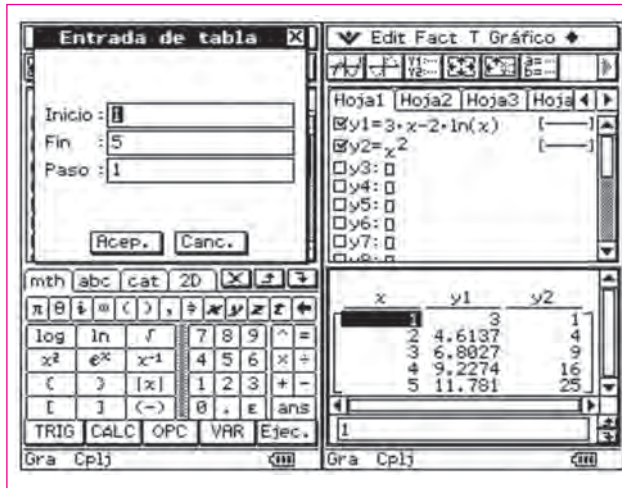 Entrada de tabla
Inicio: 1
Fin : 5
Paso : 1
Acep. Canc.
mth abc cat 2D
π θ i ∞ ( ) , ÷ x y z t
log ln √ 7 8 9 ^ =
x² eˣ x⁻¹ 4 5 6 × ÷
( ) |x| 1 2 3 + −
[ ] (−) 0 . E ans
TRIG CALC OPC VAR Ejec.
Gra Cplj
Edit Fact T Gráfico
Y1: Y2:
Hoja1 Hoja2 Hoja3 Hoja
y1=3·x-2·ln(x) [—]
y2=x² [—]
y3:
y4:
y5:
y6:
y7:
x y1 y2
1 3 1
2 4.6137 4
3 6.8027 9
4 9.2274 16
5 11.781 25
1
Gra Cplj